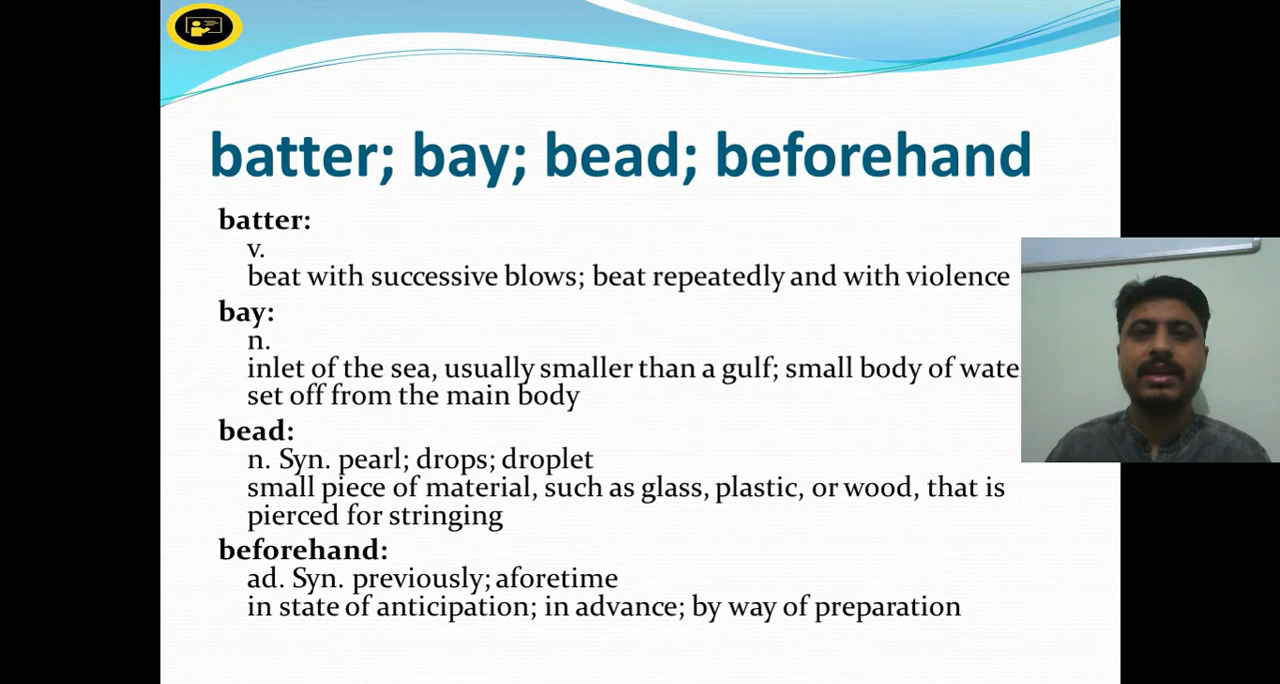 batter; bay; bead; beforehand
batter:
v.
beat with successive blows; beat repeatedly and with violence
bay:
n.
inlet of the sea, usually smaller than a gulf; small body of wate
set off from the main body
bead:
n. Syn. pearl; drops; droplet
small piece of material, such as glass, plastic, or wood, that is
pierced for stringing
beforehand:
ad. Syn. previously; aforetime
in state of anticipation; in advance; by way of preparation